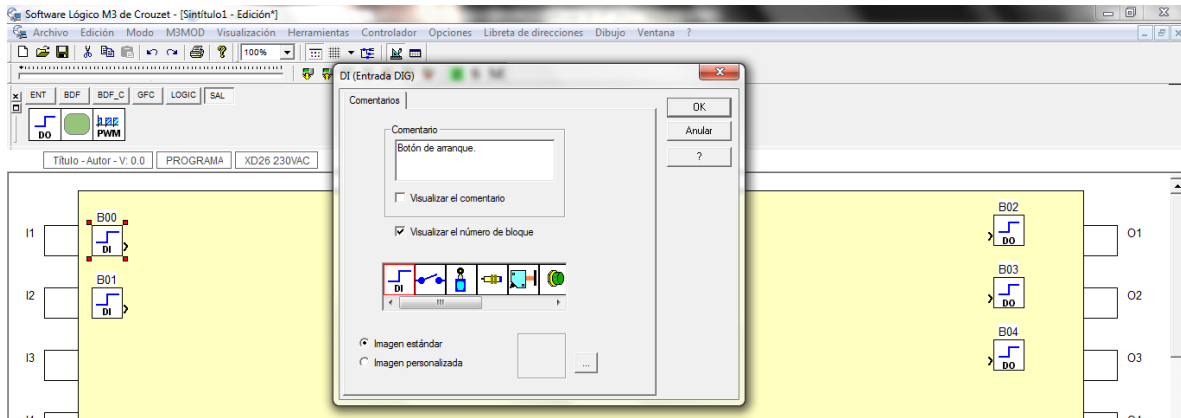 Software Lógico M3 de Crouzet - [Sintítulo1 - Edición*]
Archivo Edición Modo M3MOD Visualización Herramientas Controlador Opciones Libreta de direcciones Dibujo Ventana ?
100%
ENT BDF BDF_C GFC LOGIC SAL
DO PWM
Título - Autor - V: 0.0 PROGRAMA XD26 230VAC
DI (Entrada DIG)
Comentarios
OK
Anular
?
Comentario
Botón de arranque.
Visualizar el comentario
Visualizar el número de bloque
DI
Imagen estándar
Imagen personalizada
...
I1 B00 DI
I2 B01 DI
I3
B02 DO O1
B03 DO O2
B04 DO O3